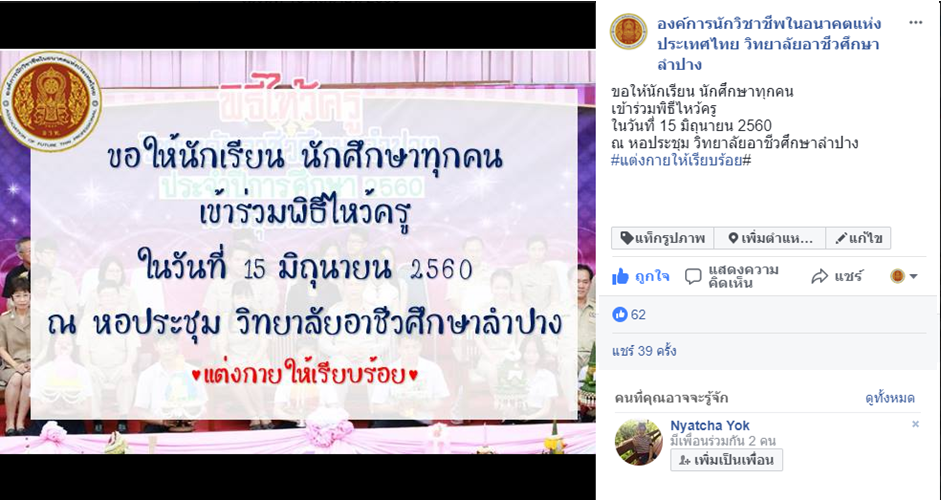 พิธีไหว้ครู
ประจำปีการศึกษา 2560
ขอให้นักเรียน นักศึกษาทุกคน
เข้าร่วมพิธีไหว้ครู
ในวันที่ 15 มิถุนายน 2560
ณ หอประชุม วิทยาลัยอาชีวศึกษาลำปาง
♥แต่งกายให้เรียบร้อย♥
องค์การนักวิชาชีพในอนาคตแห่ง
ประเทศไทย วิทยาลัยอาชีวศึกษา
ลำปาง
ขอให้นักเรียน นักศึกษาทุกคน
เข้าร่วมพิธีไหว้ครู
ในวันที่ 15 มิถุนายน 2560
ณ หอประชุม วิทยาลัยอาชีวศึกษาลำปาง
#แต่งกายให้เรียบร้อย#
แท็กรูปภาพ เพิ่มตำแห... แก้ไข
ถูกใจ แสดงความ
คิดเห็น แชร์
62
แชร์ 39 ครั้ง
คนที่คุณอาจจะรู้จัก ดูทั้งหมด
Nyatcha Yok
มีเพื่อนร่วมกัน 2 คน
เพิ่มเป็นเพื่อน